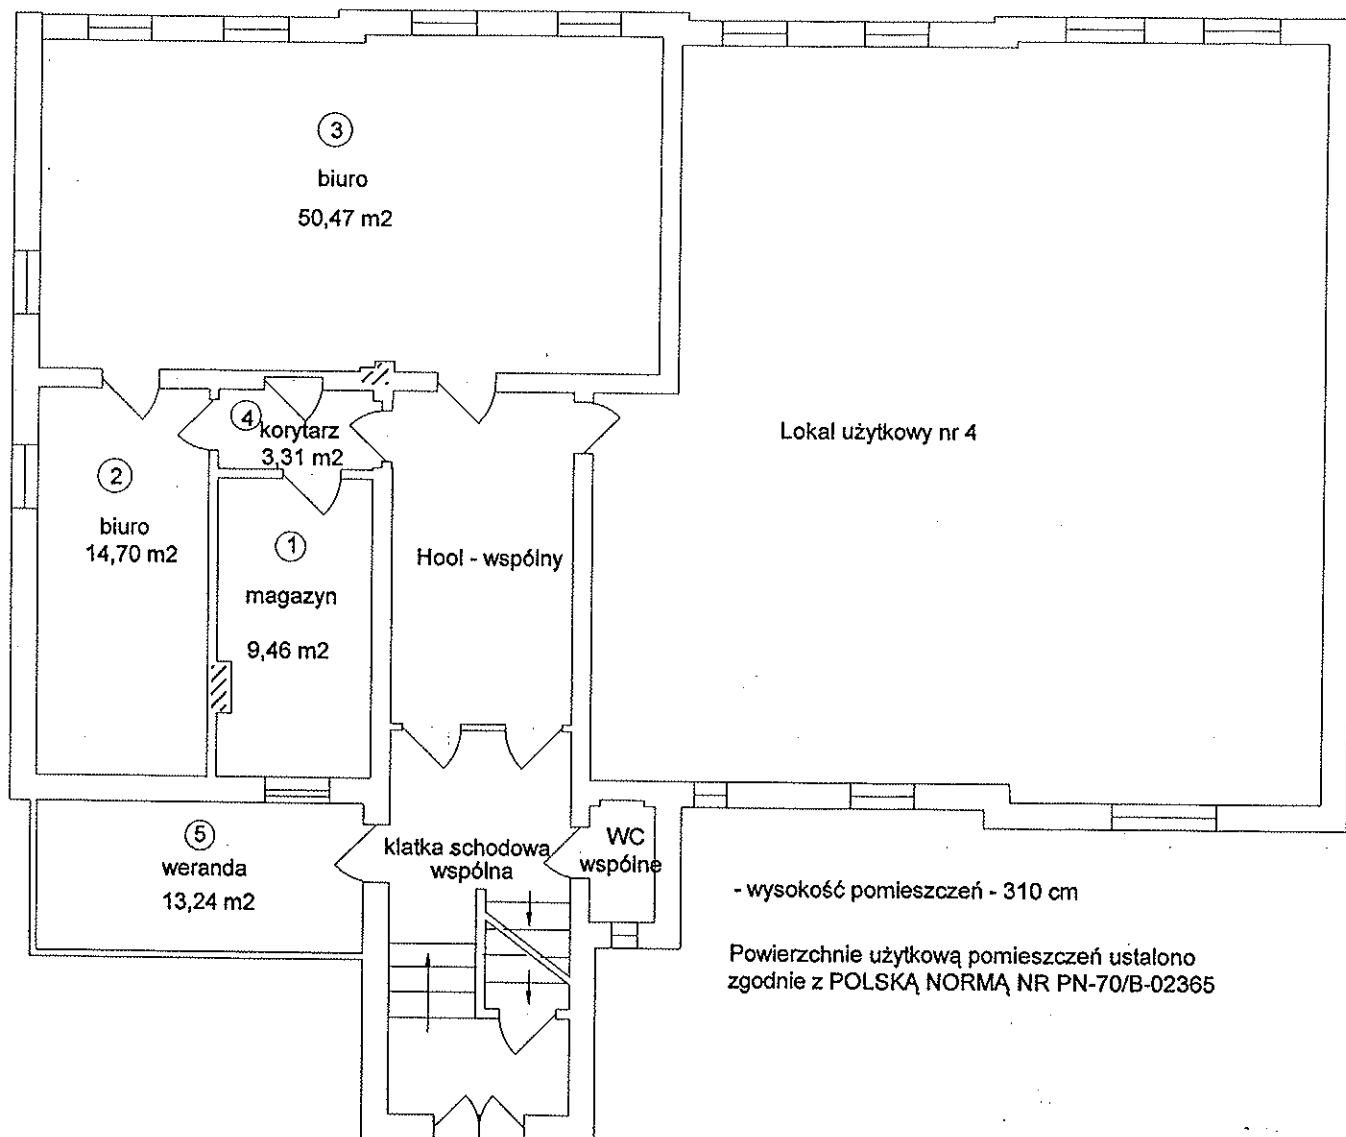 3
biuro
50,47 m2
4
korytarz
3,31 m2
Lokal użytkowy nr 4
2
biuro
14,70 m2
1
magazyn
9,46 m2
Hool - wspólny
5
weranda
13,24 m2
klatka schodowa
wspólna
WC
wspólne
- wysokość pomieszczeń - 310 cm
Powierzchnie użytkową pomieszczeń ustalono
zgodnie z POLSKĄ NORMĄ NR PN-70/B-02365